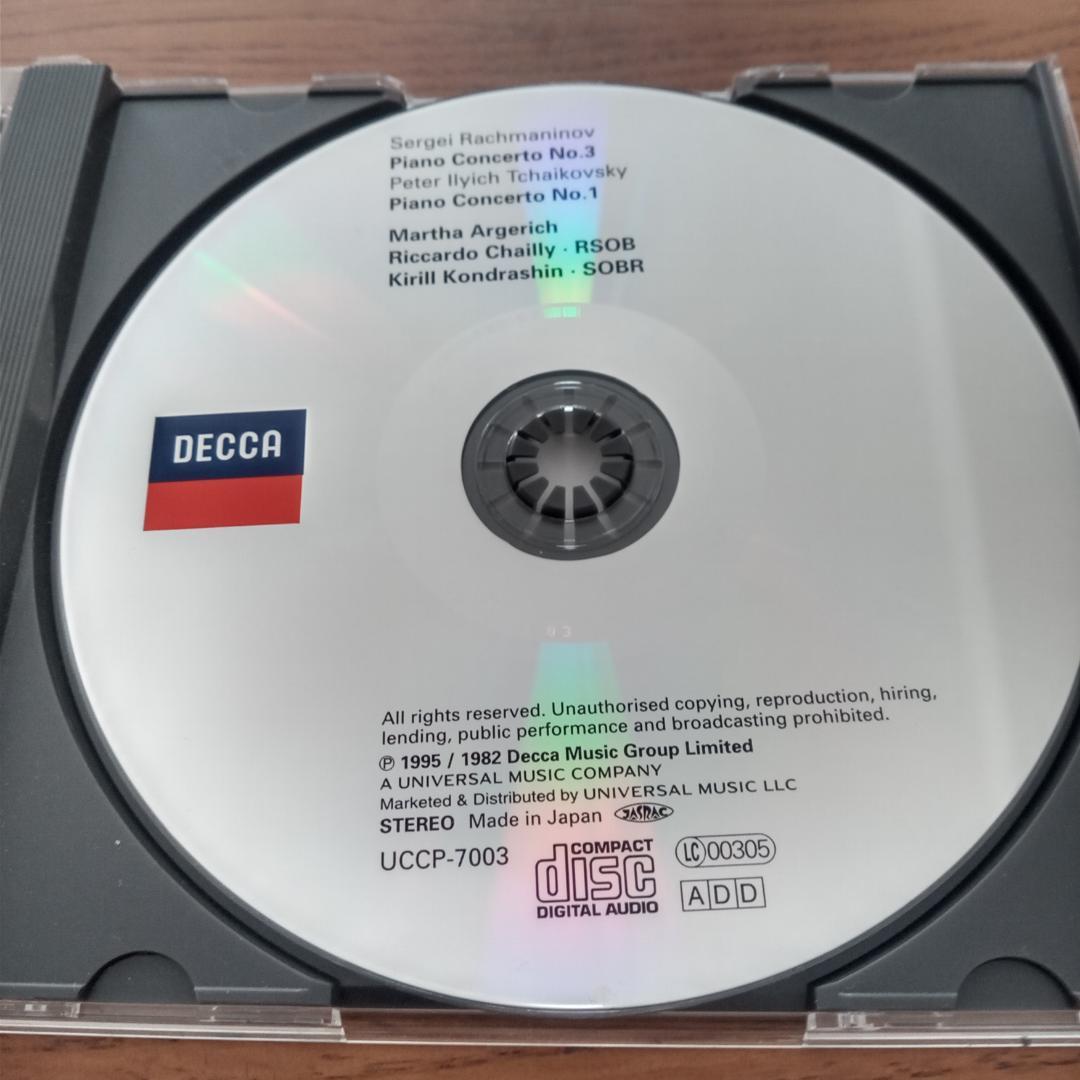 Sergei Rachmaninov
Piano Concerto No.3
Peter Ilyich Tchaikovsky
Piano Concerto No.1
Martha Argerich
Riccardo Chailly · RSOB
Kirill Kondrashin · SOBR
DECCA
93
All rights reserved. Unauthorised copying, reproduction, hiring,
lending, public performance and broadcasting prohibited.
℗ 1995 / 1982 Decca Music Group Limited
A UNIVERSAL MUSIC COMPANY
Marketed & Distributed by UNIVERSAL MUSIC LLC
STEREO Made in Japan JASRAC
UCCP-7003
COMPACT
disc
DIGITAL AUDIO
LC 00305
ADD